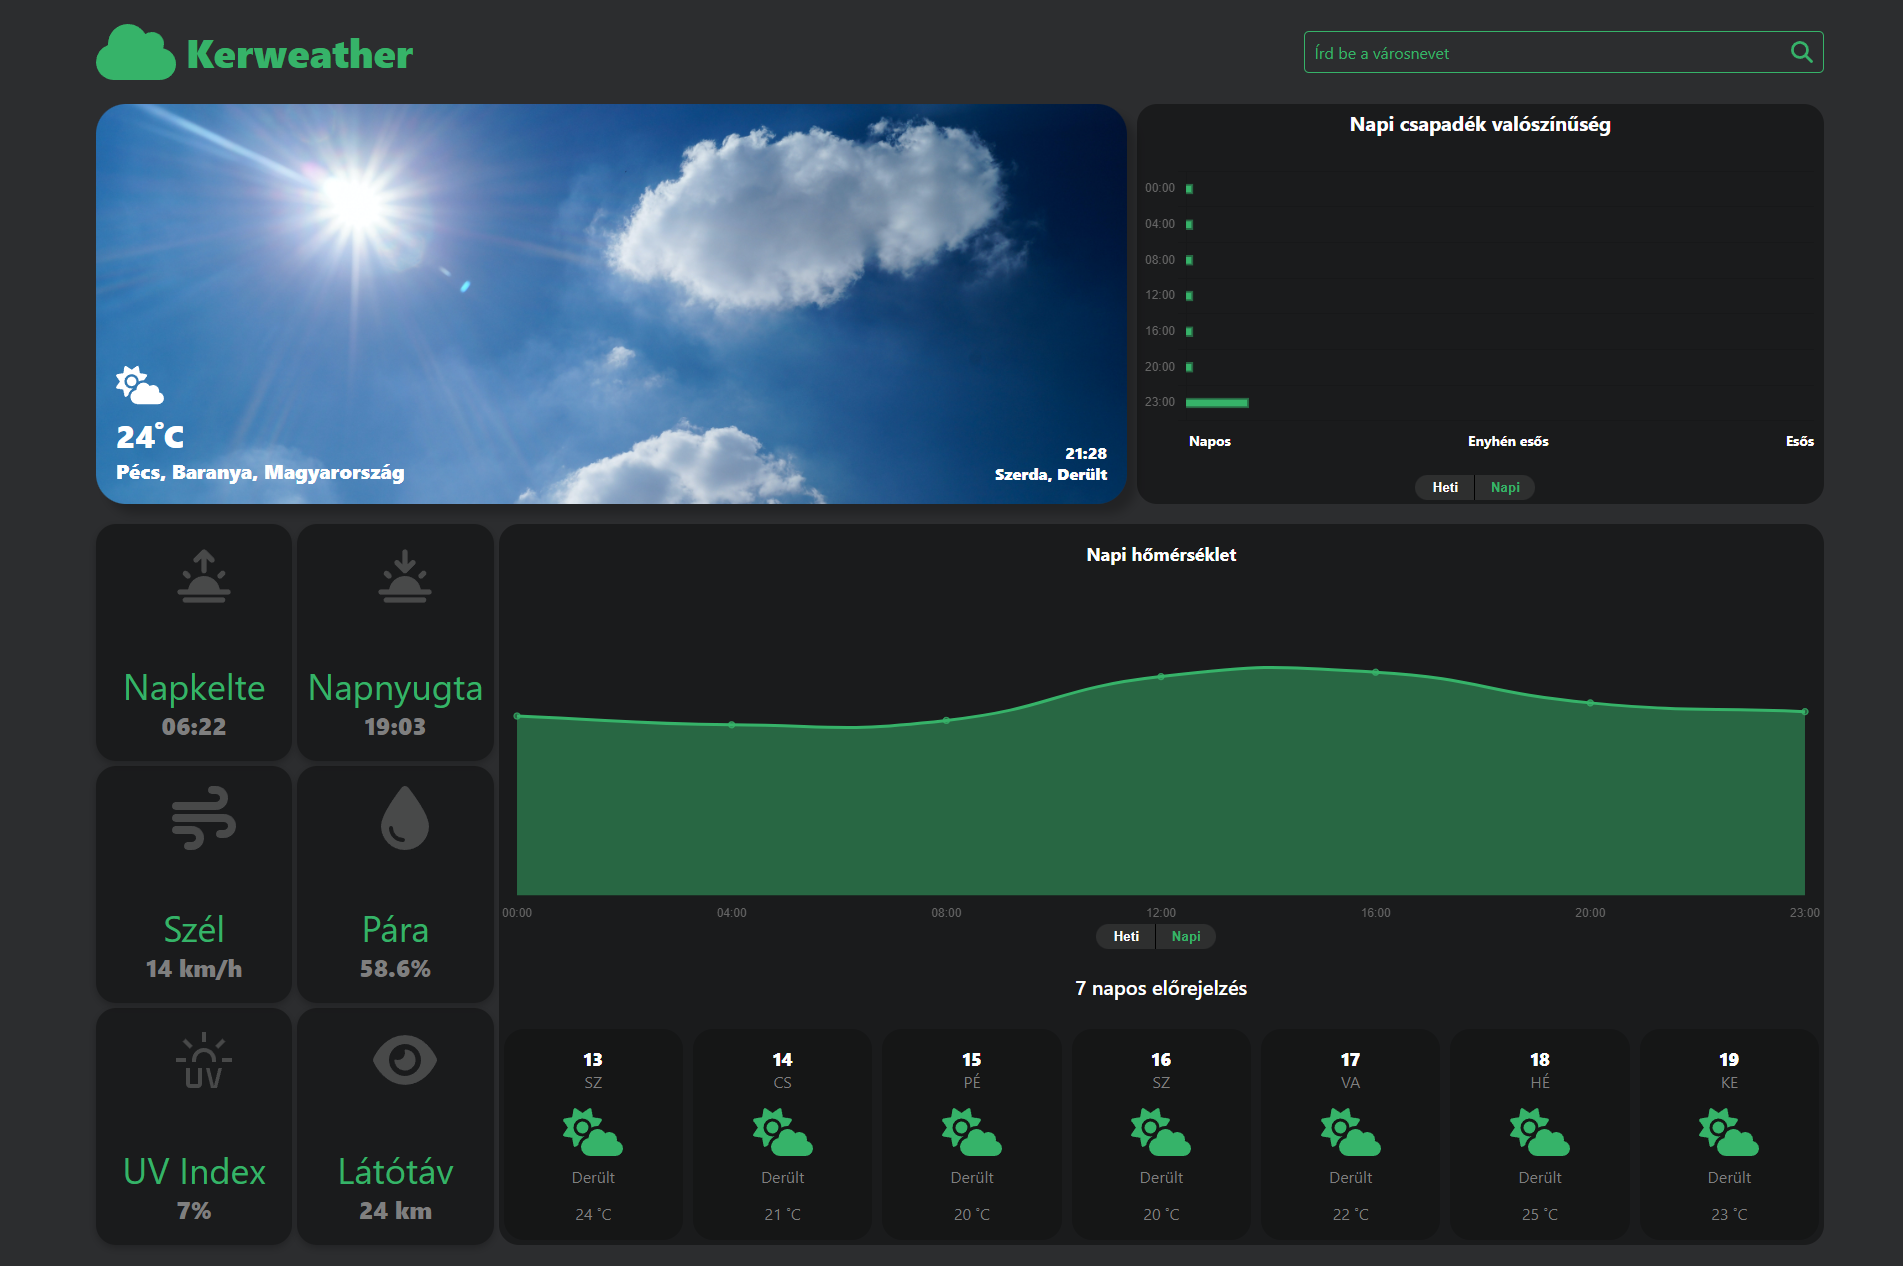 Kerweather
Írd be a városnevet
24°C
Pécs, Baranya, Magyarország
21:28
Szerda, Derült
Napi csapadék valószínűség
00:00
04:00
08:00
12:00
16:00
20:00
23:00
Napos Enyhén esős Esős
Heti Napi
Napkelte
06:22
Napnyugta
19:03
Szél
14 km/h
Pára
58.6%
UV
UV Index
7%
Látótáv
24 km
Napi hőmérséklet
00:00 04:00 08:00 12:00 16:00 20:00 23:00
Heti Napi
7 napos előrejelzés
13
SZ
Derült
24 °C
14
CS
Derült
21 °C
15
PÉ
Derült
20 °C
16
SZ
Derült
20 °C
17
VA
Derült
22 °C
18
HÉ
Derült
25 °C
19
KE
Derült
23 °C